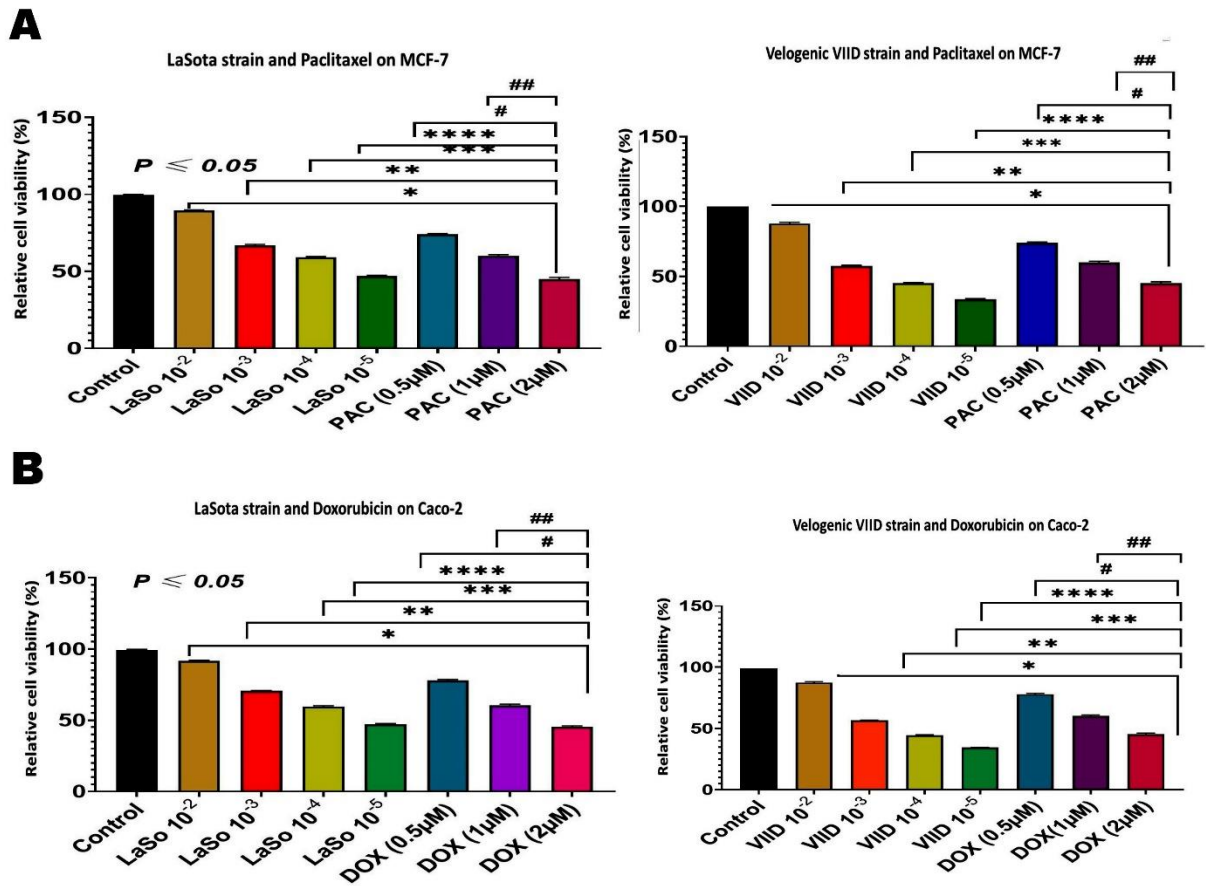 A
LaSota strain and Paclitaxel on MCF-7
##
#
****
***
**
*
P ⩽ 0.05
Relative cell viability (%)
150
100
50
0
Control
LaSo 10⁻²
LaSo 10⁻³
LaSo 10⁻⁴
LaSo 10⁻⁵
PAC (0.5µM)
PAC (1µM)
PAC (2µM)
Velogenic VIID strain and Paclitaxel on MCF-7
##
#
****
***
**
*
Relative cell viability (%)
150
100
50
0
Control
VIID 10⁻²
VIID 10⁻³
VIID 10⁻⁴
VIID 10⁻⁵
PAC (0.5µM)
PAC (1µM)
PAC (2µM)
B
LaSota strain and Doxorubicin on Caco-2
##
#
****
***
**
*
P ⩽ 0.05
Relative cell viability (%)
150
100
50
0
Control
LaSo 10⁻²
LaSo 10⁻³
LaSo 10⁻⁴
LaSo 10⁻⁵
DOX (0.5µM)
DOX (1µM)
DOX (2µM)
Velogenic VIID strain and Doxorubicin on Caco-2
##
#
****
***
**
*
Relative cell viability (%)
150
100
50
0
Control
VIID 10⁻²
VIID 10⁻³
VIID 10⁻⁴
VIID 10⁻⁵
DOX (0.5µM)
DOX(1µM)
DOX (2µM)